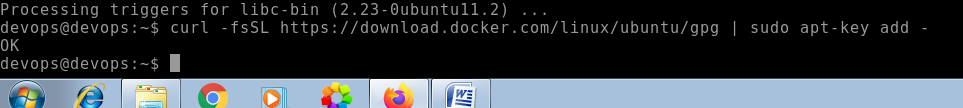 Processing triggers for libc-bin (2.23-0ubuntu11.2) ...
devops@devops:~$ curl -fsSL https://download.docker.com/linux/ubuntu/gpg | sudo apt-key add -
OK
devops@devops:~$